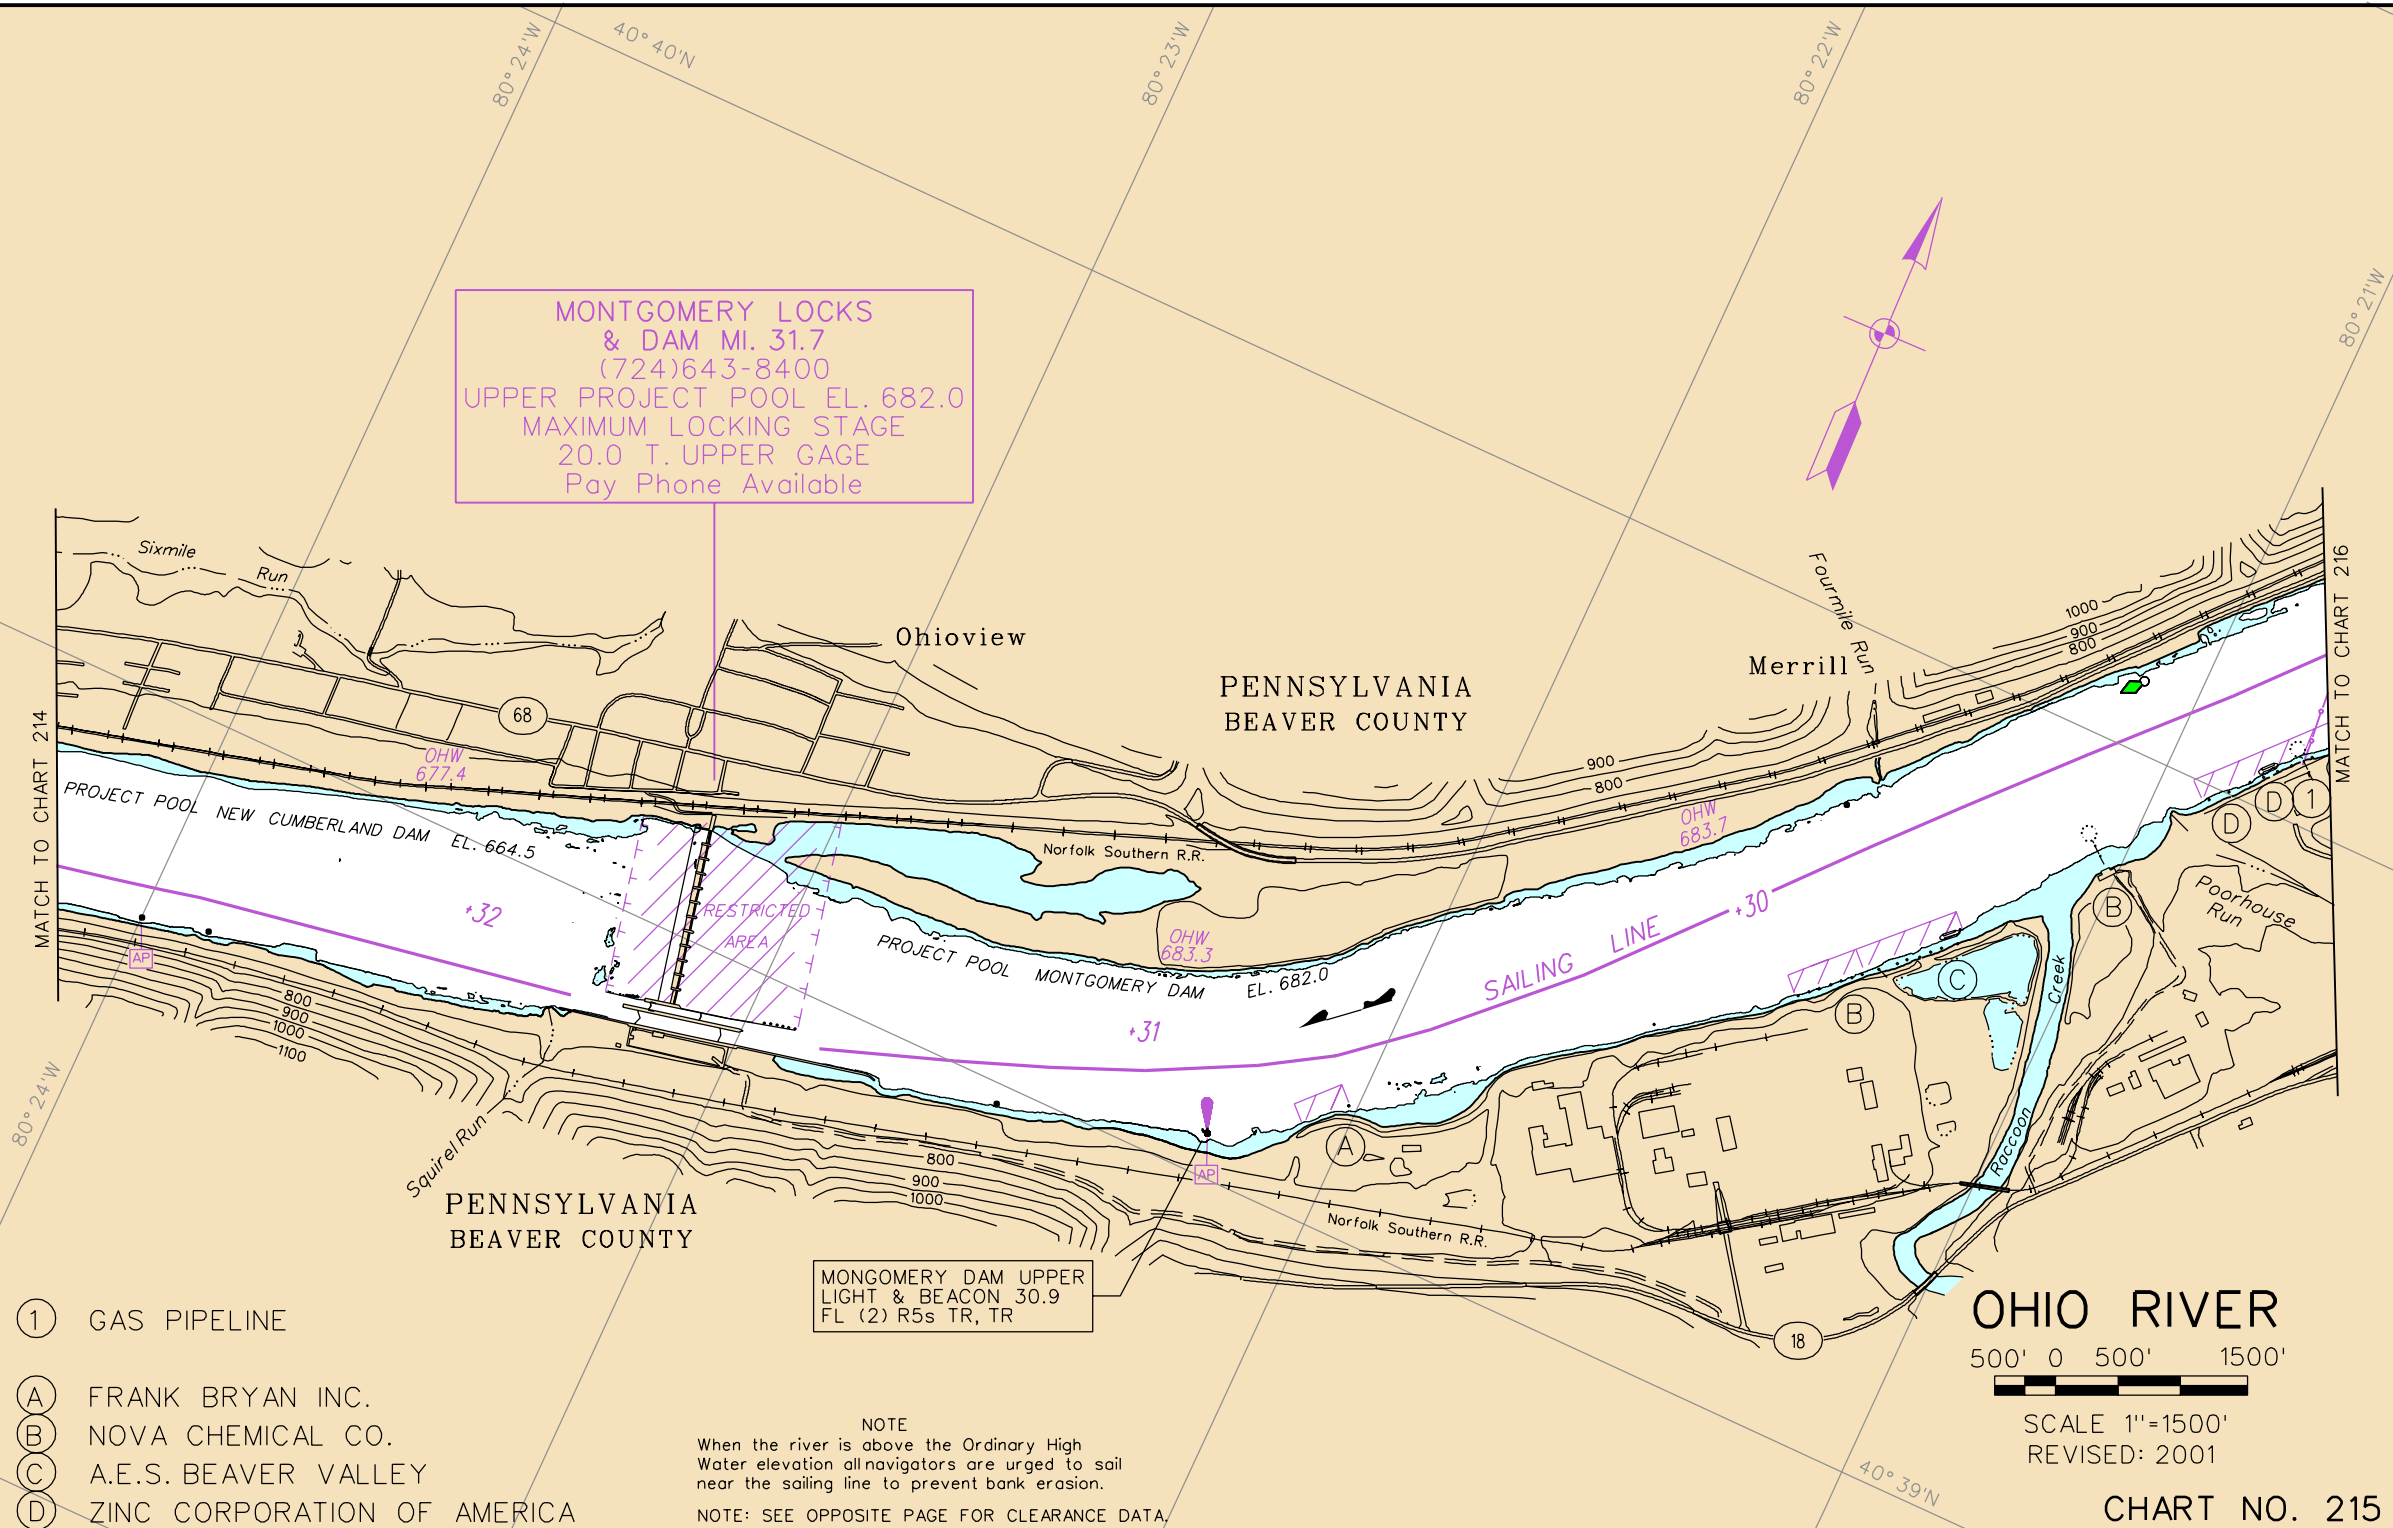 80°24'W
40°40'N
80°23'W
80°22'W
80°21'W
MONTGOMERY LOCKS
& DAM MI. 31.7
(724)643-8400
UPPER PROJECT POOL EL. 682.0
MAXIMUM LOCKING STAGE
20.0 T. UPPER GAGE
Pay Phone Available
MATCH TO CHART 214
MATCH TO CHART 216
Sixmile
Run
68
Ohioview
PENNSYLVANIA
BEAVER COUNTY
Merrill
Fourmile Run
1000
900
800
900
800
OHW
677.4
OHW
683.7
OHW
683.3
PROJECT POOL NEW CUMBERLAND DAM EL. 664.5
Norfolk Southern R.R.
RESTRICTED
AREA
PROJECT POOL MONTGOMERY DAM EL. 682.0
+32
+31
+30
SAILING LINE
AP
AP
800
900
1000
1100
D
1
D
B
C
B
A
Poorhouse
Run
Raccoon Creek
Squirrel Run
800
900
1000
Norfolk Southern R.R.
80°24'W
PENNSYLVANIA
BEAVER COUNTY
MONGOMERY DAM UPPER
LIGHT & BEACON 30.9
FL (2) R5s TR, TR
18
1 GAS PIPELINE
A FRANK BRYAN INC.
B NOVA CHEMICAL CO.
C A.E.S. BEAVER VALLEY
D ZINC CORPORATION OF AMERICA
NOTE
When the river is above the Ordinary High
Water elevation all navigators are urged to sail
near the sailing line to prevent bank erasion.
NOTE: SEE OPPOSITE PAGE FOR CLEARANCE DATA.
OHIO RIVER
500' 0 500' 1500'
SCALE 1"=1500'
REVISED: 2001
40°39'N
CHART NO. 215